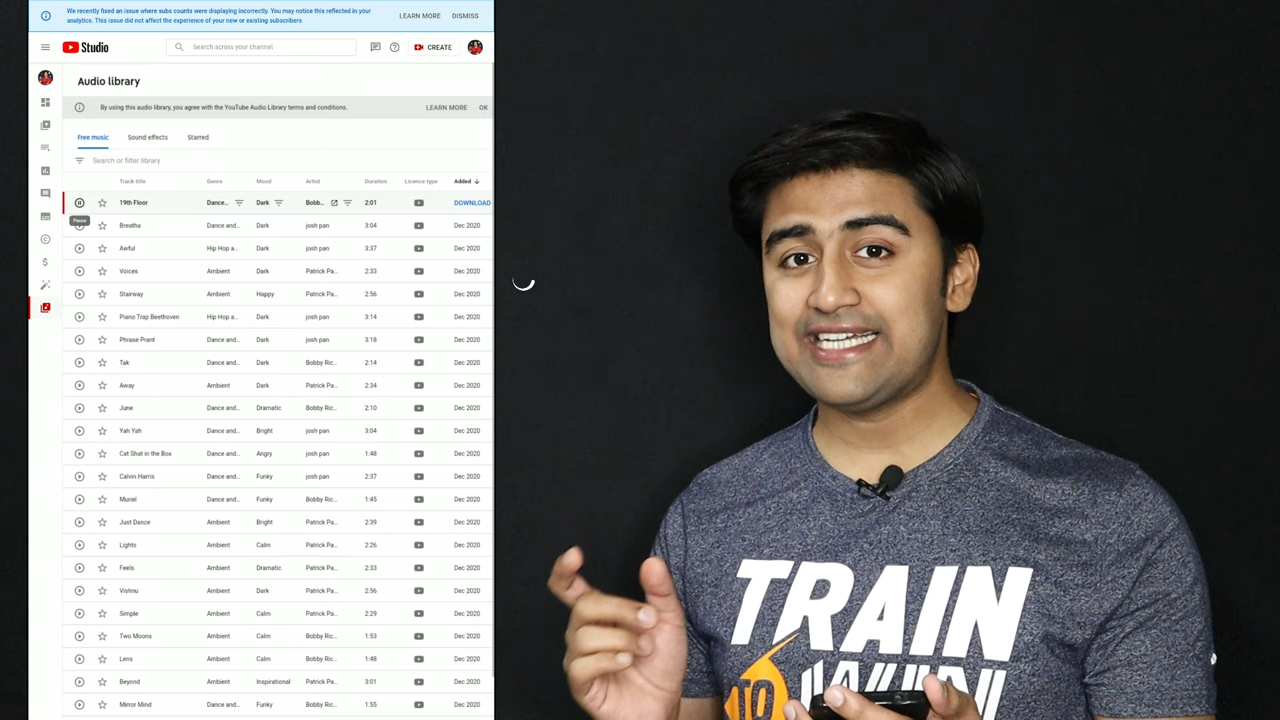 We recently fixed an issue where subs counts were displaying incorrectly. You may notice this reflected in your
analytics. This issue did not affect the experience of your new or existing subscribers
LEARN MORE DISMISS
Studio
Search across your channel
CREATE
Audio library
By using this audio library, you agree with the YouTube Audio Library terms and conditions.
LEARN MORE OK
Free music Sound effects Starred
Search or filter library
Track title Genre Mood Artist Duration Licence type Added
19th Floor Dance... Dark Bobb... 2:01 DOWNLOAD
Pause
Breatha Dance and... Dark josh pan 3:04 Dec 2020
Awful Hip Hop a... Dark josh pan 3:37 Dec 2020
Voices Ambient Dark Patrick Pa... 2:33 Dec 2020
Stairway Ambient Happy Patrick Pa... 2:56 Dec 2020
Piano Trap Beethoven Hip Hop a... Dark josh pan 3:14 Dec 2020
Phrase Prant Dance and... Dark josh pan 3:18 Dec 2020
Tak Dance and... Dark Bobby Ric... 2:14 Dec 2020
Away Ambient Dark Patrick Pa... 2:34 Dec 2020
June Dance and... Dramatic Bobby Ric... 2:10 Dec 2020
Yah Yah Dance and... Bright josh pan 3:04 Dec 2020
Cat Shat in the Box Dance and... Angry josh pan 1:48 Dec 2020
Calvin Harris Dance and... Funky josh pan 2:37 Dec 2020
Muriel Dance and... Funky Bobby Ric... 1:45 Dec 2020
Just Dance Ambient Bright Patrick Pa... 2:39 Dec 2020
Lights Ambient Calm Patrick Pa... 2:26 Dec 2020
Feels Ambient Dramatic Patrick Pa... 2:33 Dec 2020
Vishnu Ambient Dark Patrick Pa... 2:56 Dec 2020
Simple Ambient Calm Patrick Pa... 2:29 Dec 2020
Two Moons Ambient Calm Bobby Ric... 1:53 Dec 2020
Lens Ambient Calm Bobby Ric... 1:48 Dec 2020
Beyond Ambient Inspirational Patrick Pa... 3:01 Dec 2020
Mirror Mind Dance and... Funky Bobby Ric... 1:55 Dec 2020
TRAIN
TO